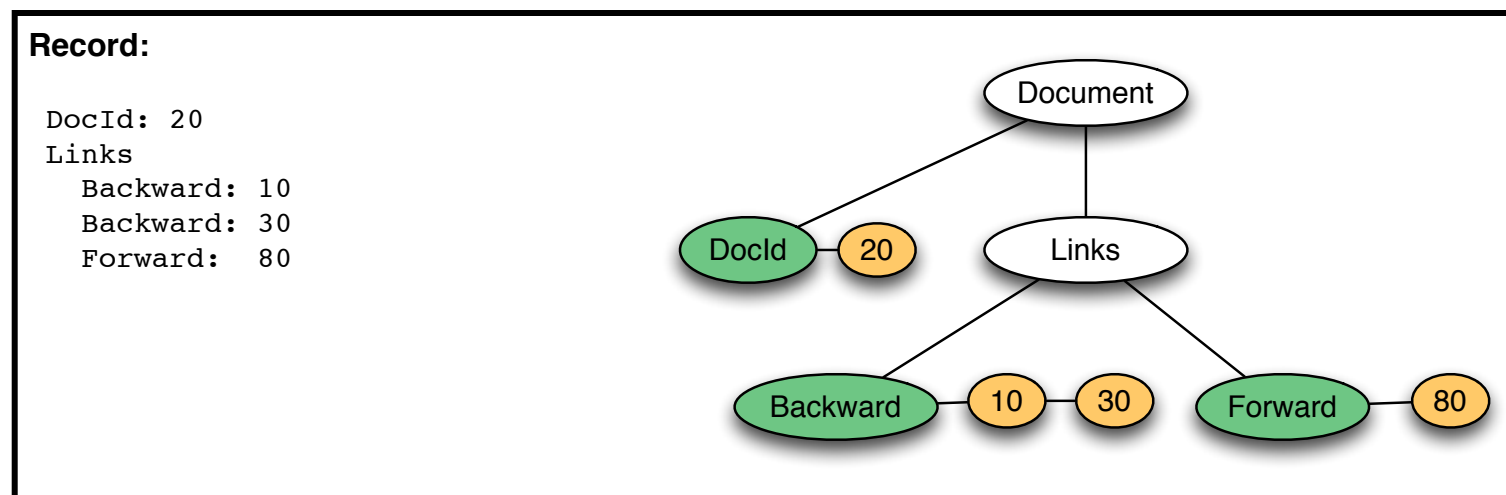 Record:
DocId: 20
Links
Backward: 10
Backward: 30
Forward: 80
Document
DocId 20 Links
Backward 10 30 Forward 80